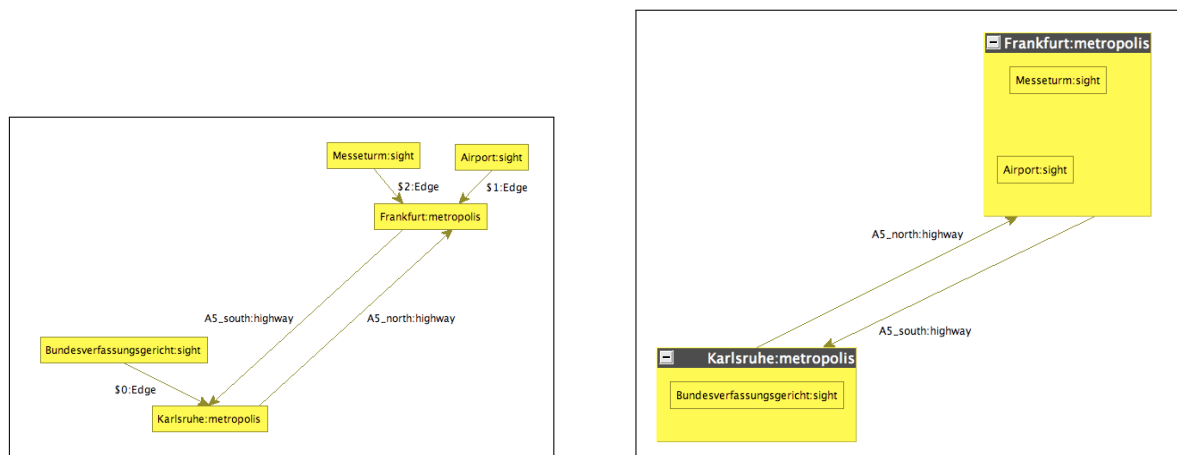 Messeturm:sight
Airport:sight
$2:Edge
$1:Edge
Frankfurt:metropolis
A5_south:highway
A5_north:highway
Bundesverfassungsgericht:sight
$0:Edge
Karlsruhe:metropolis
Frankfurt:metropolis
Messeturm:sight
Airport:sight
A5_north:highway
A5_south:highway
Karlsruhe:metropolis
Bundesverfassungsgericht:sight